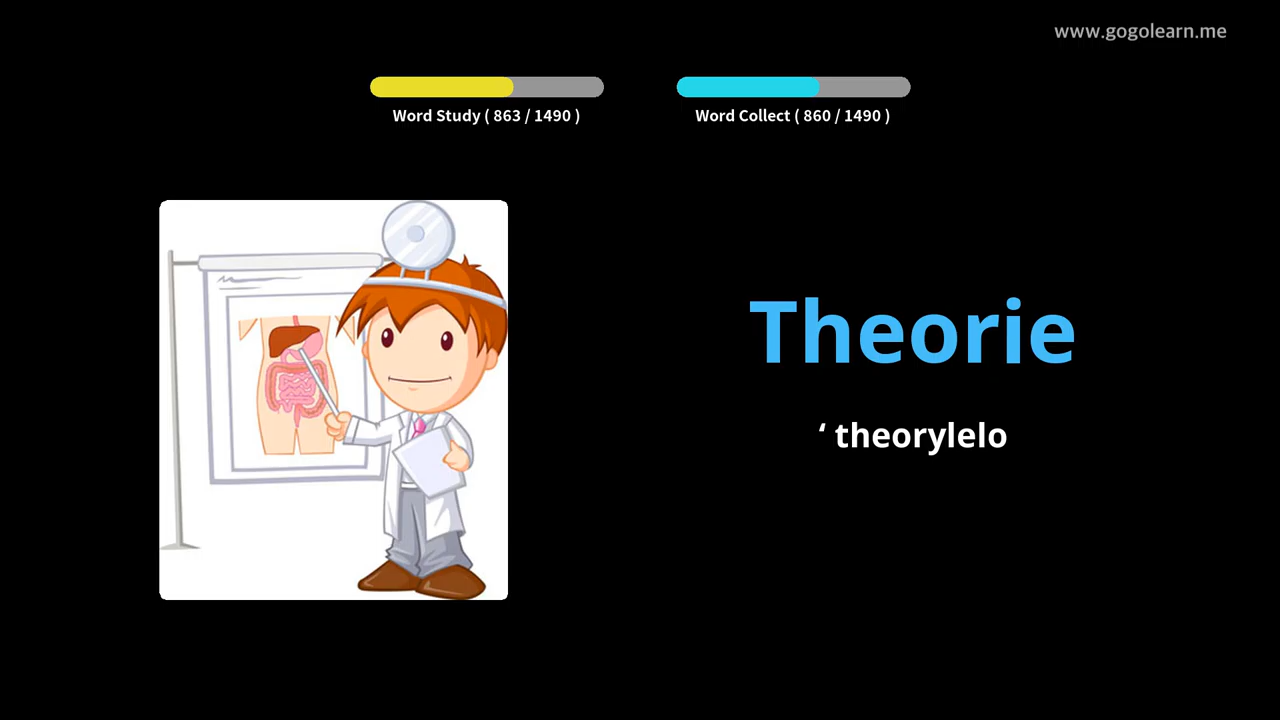 www.gogolearn.me
Word Study ( 863 / 1490 )
Word Collect ( 860 / 1490 )
Theorie
‘ theorylelo